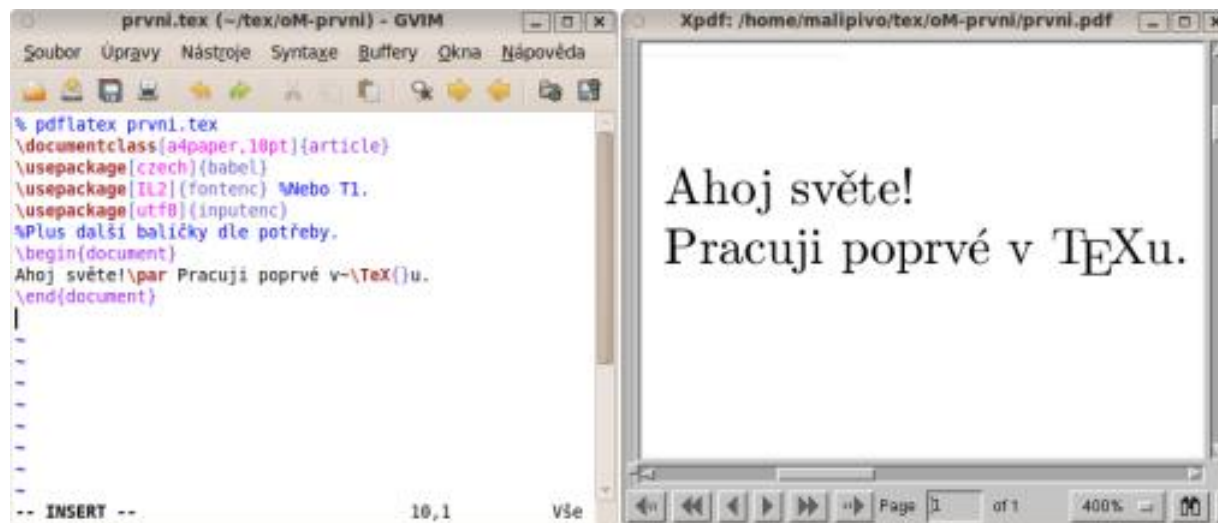 prvni.tex (~/tex/oM-prvni) - GVIM
Soubor Úpravy Nástroje Syntaxe Buffery Okna Nápověda
% pdflatex prvni.tex
\documentclass[a4paper,10pt]{article}
\usepackage[czech]{babel}
\usepackage[IL2]{fontenc} %Nebo T1.
\usepackage[utf8]{inputenc}
%Plus další balíčky dle potřeby.
\begin{document}
Ahoj světe!\par Pracuji poprvé v~\TeX{}u.
\end{document}
~
~
~
~
~
~
~
~
-- INSERT -- 10,1 Vše
Xpdf: /home/malipivo/tex/oM-prvni/prvni.pdf
Ahoj světe!
Pracuji poprvé v TEXu.
Page 1 of 1 400%